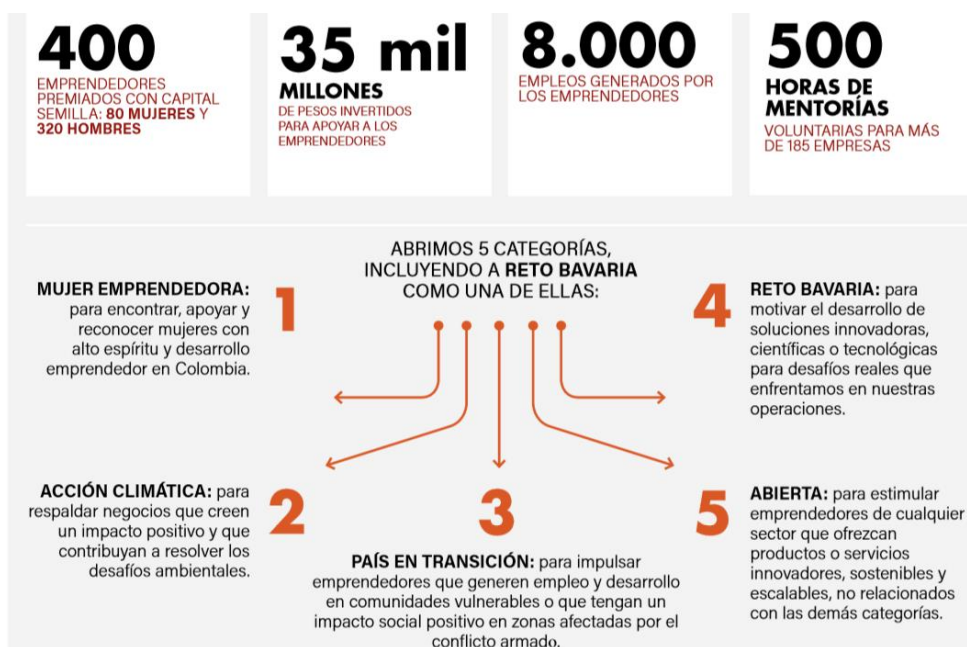 400
EMPRENDEDORES
PREMIADOS CON CAPITAL
SEMILLA: 80 MUJERES Y
320 HOMBRES
35 mil
MILLONES
DE PESOS INVERTIDOS
PARA APOYAR A LOS
EMPRENDEDORES
8.000
EMPLEOS GENERADOS POR
LOS EMPRENDEDORES
500
HORAS DE
MENTORÍAS
VOLUNTARIAS PARA MÁS
DE 185 EMPRESAS
ABRIMOS 5 CATEGORÍAS,
INCLUYENDO A RETO BAVARIA
COMO UNA DE ELLAS:
1
MUJER EMPRENDEDORA:
para encontrar, apoyar y
reconocer mujeres con
alto espíritu y desarrollo
emprendedor en Colombia.
2
ACCIÓN CLIMÁTICA: para
respaldar negocios que creen
un impacto positivo y que
contribuyan a resolver los
desafíos ambientales.
3
PAÍS EN TRANSICIÓN: para impulsar
emprendedores que generen empleo y desarrollo
en comunidades vulnerables o que tengan un
impacto social positivo en zonas afectadas por el
conflicto armado.
4
RETO BAVARIA: para
motivar el desarrollo de
soluciones innovadoras,
científicas o tecnológicas
para desafíos reales que
enfrentamos en nuestras
operaciones.
5
ABIERTA: para estimular
emprendedores de cualquier
sector que ofrezcan
productos o servicios
innovadores, sostenibles y
escalables, no relacionados
con las demás categorías.